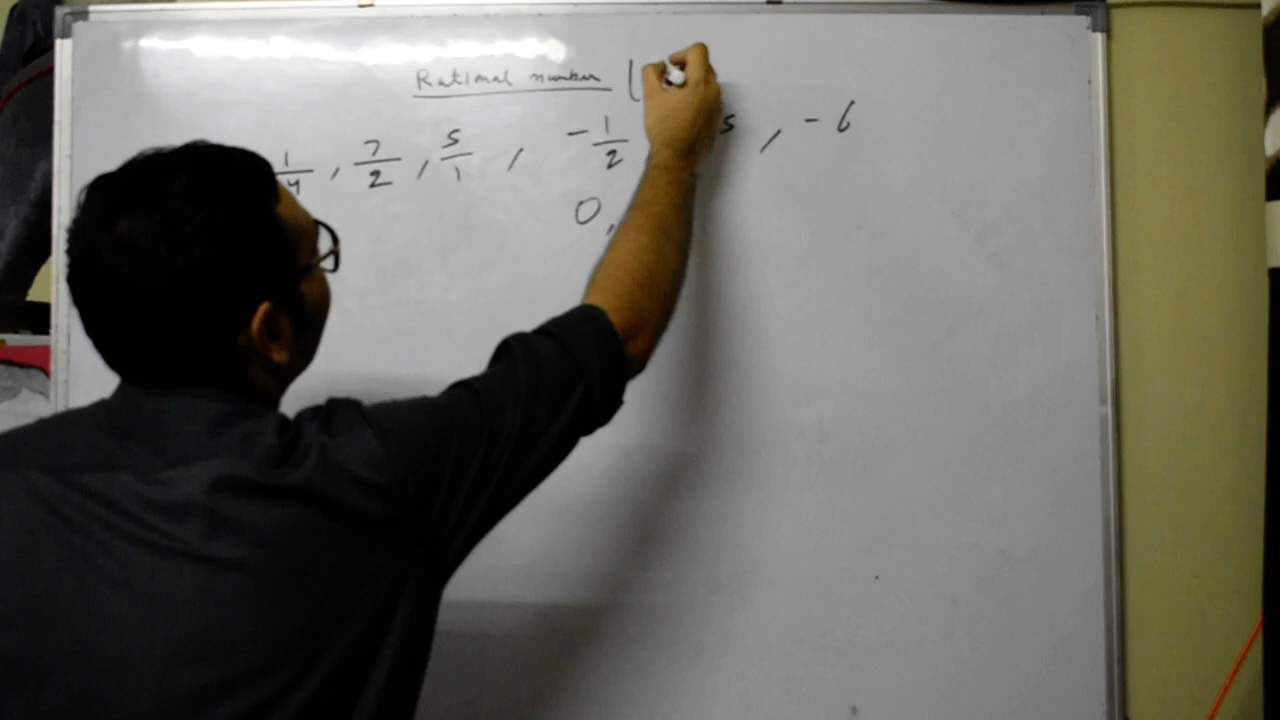 Rational number (
1/4 , 7/2 , 5/1 , -1/2 5 , -6
0,